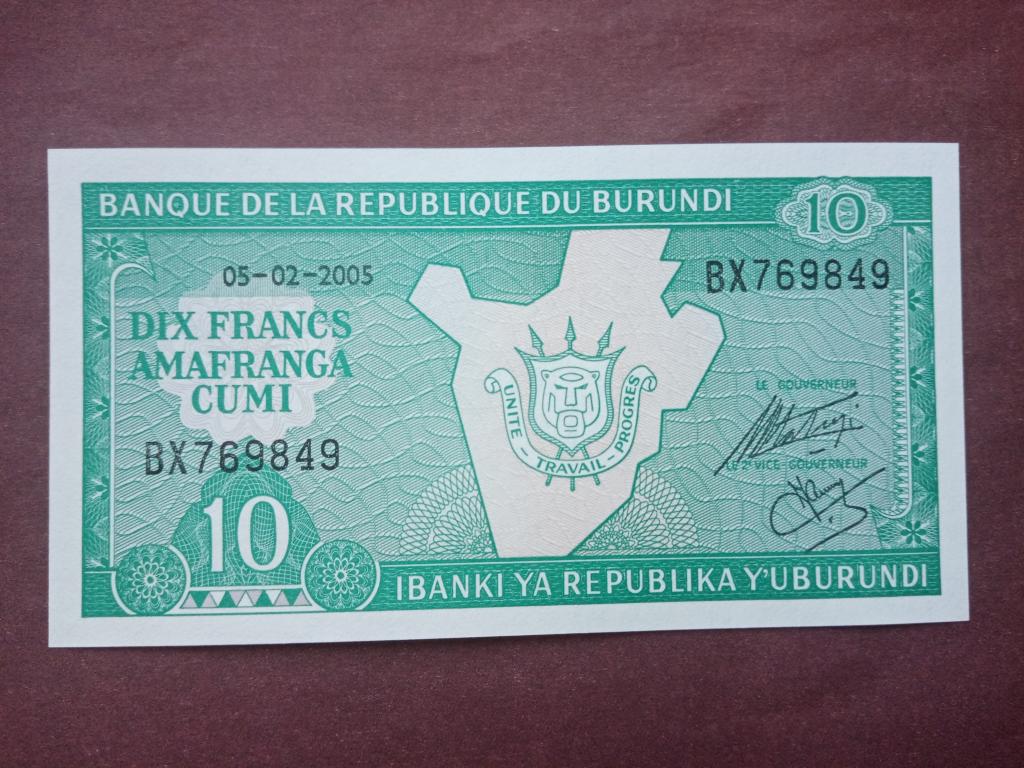 BANQUE DE LA REPUBLIQUE DU BURUNDI
10
05-02-2005
BX769849
DIX FRANCS
AMAFRANGA
CUMI
UNITE - TRAVAIL - PROGRES
LE GOUVERNEUR
BX769849
LE 2e VICE GOUVERNEUR
10
IBANKI YA REPUBLIKA Y'UBURUNDI